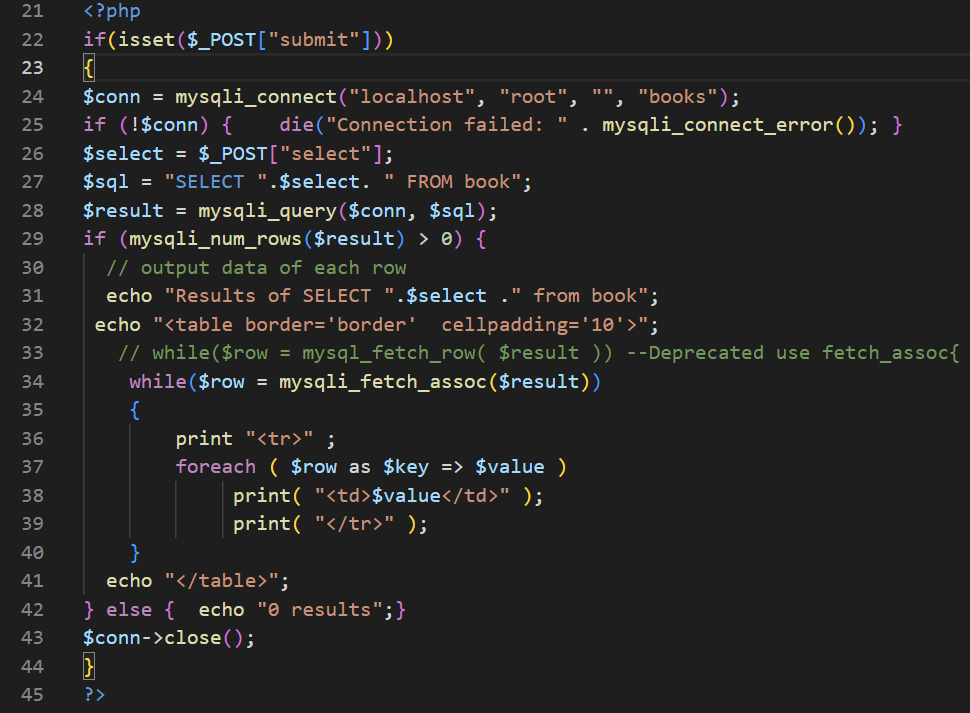 21 <?php
22 if(isset($_POST["submit"]))
23 {
24 $conn = mysqli_connect("localhost", "root", "", "books");
25 if (!$conn) {    die("Connection failed: " . mysqli_connect_error()); }
26 $select = $_POST["select"];
27 $sql = "SELECT ".$select. " FROM book";
28 $result = mysqli_query($conn, $sql);
29 if (mysqli_num_rows($result) > 0) {
30   // output data of each row
31   echo "Results of SELECT ".$select ." from book";
32  echo "<table border='border'  cellpadding='10'>";
33    // while($row = mysql_fetch_row( $result )) --Deprecated use fetch_assoc{
34     while($row = mysqli_fetch_assoc($result))
35     {
36         print "<tr>" ;
37         foreach ( $row as $key => $value )
38              print( "<td>$value</td>" );
39              print( "</tr>" );
40     }
41   echo "</table>";
42 } else {  echo "0 results";}
43 $conn->close();
44 }
45 ?>